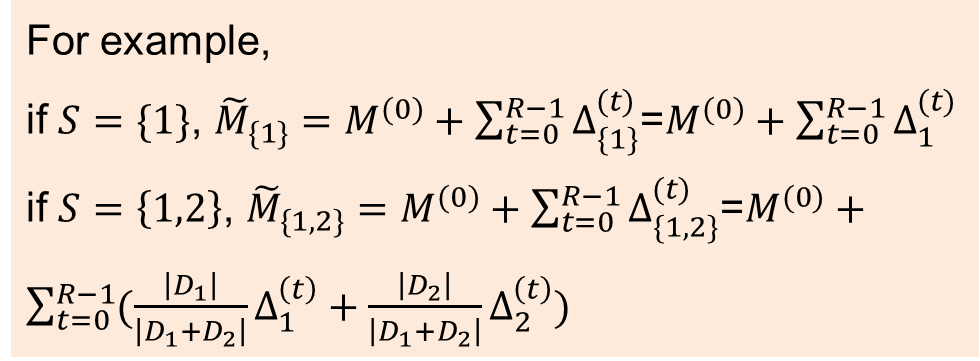 For example,
if S = {1}, M̃_{1} = M^(0) + ∑_{t=0}^{R−1} Δ_{1}^(t)=M^(0) + ∑_{t=0}^{R−1} Δ_1^(t)
if S = {1,2}, M̃_{1,2} = M^(0) + ∑_{t=0}^{R−1} Δ_{1,2}^(t)=M^(0) +
∑_{t=0}^{R−1}(|D_1|/|D_1+D_2| Δ_1^(t) + |D_2|/|D_1+D_2| Δ_2^(t))